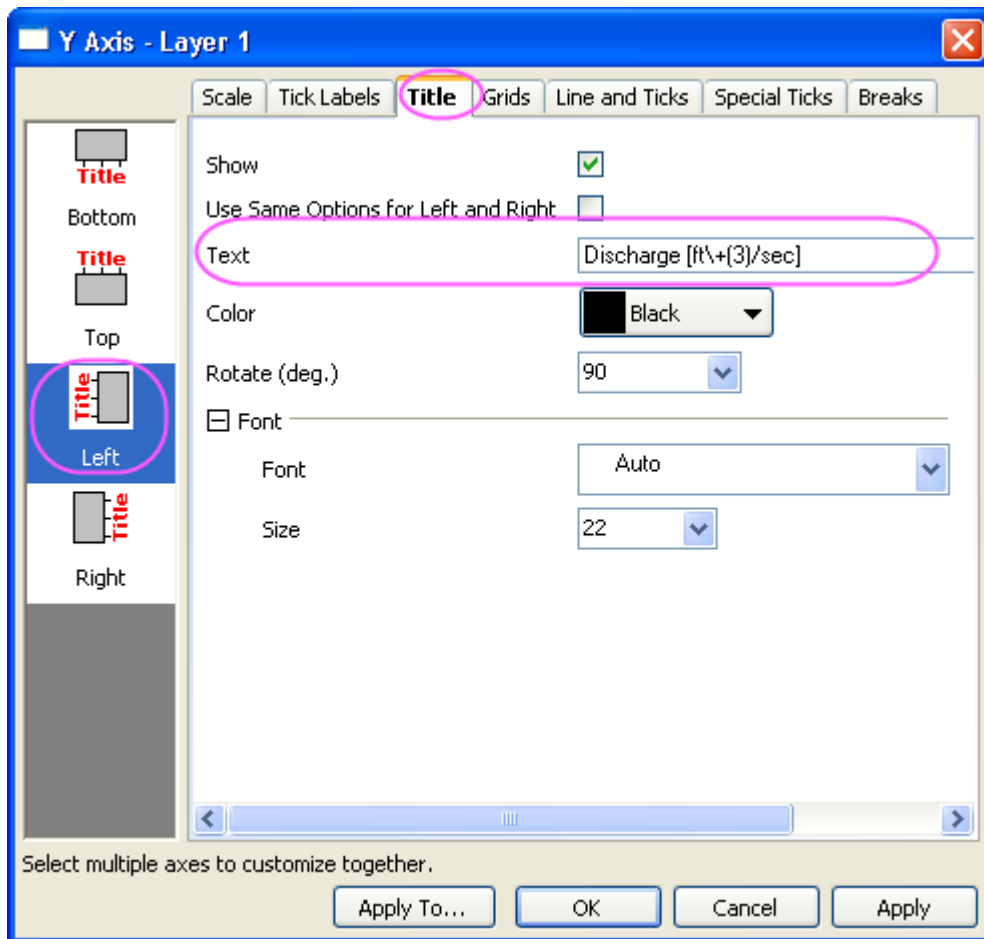 Y Axis - Layer 1
Scale Tick Labels Title Grids Line and Ticks Special Ticks Breaks
Title
Bottom
Title
Top
Title
Left
Title
Right
Show
Use Same Options for Left and Right
Text Discharge [ft\+(3)/sec]
Color Black
Rotate (deg.) 90
Font
Font Auto
Size 22
Select multiple axes to customize together.
Apply To... OK Cancel Apply